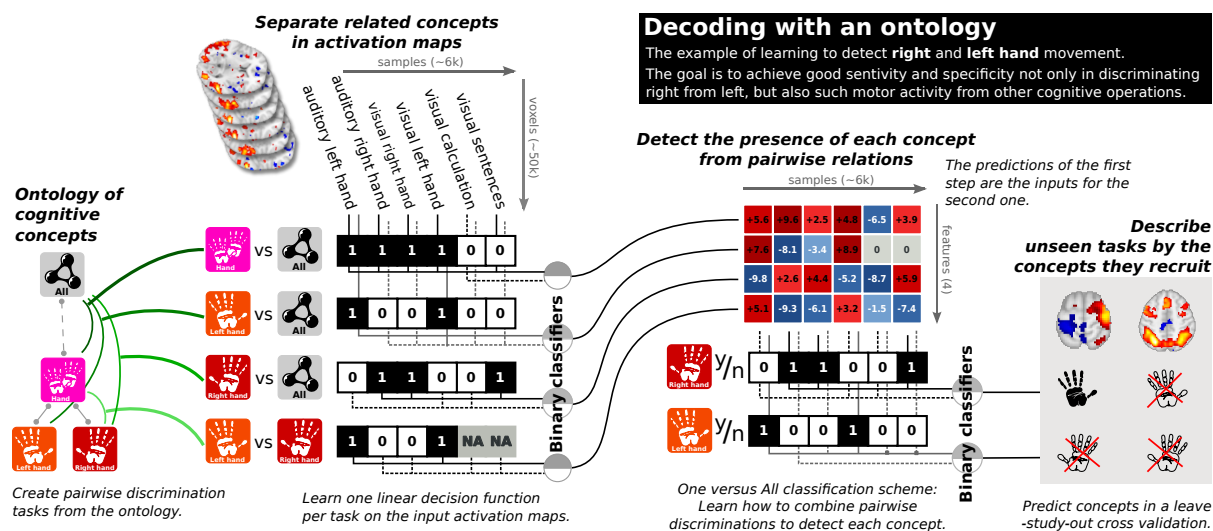 Separate related concepts
in activation maps
samples (~6k)
voxels (~50k)
auditory left hand
auditory right hand
visual right hand
visual left hand
visual calculation
visual sentences
Decoding with an ontology
The example of learning to detect right and left hand movement.
The goal is to achieve good sentivity and specificity not only in discriminating
right from left, but also such motor activity from other cognitive operations.
Ontology of
cognitive
concepts
All
Hand
Left hand
Right hand
Create pairwise discrimination
tasks from the ontology.
Hand vs All
1 1 1 1 0 0
Left hand vs All
1 0 0 1 0 0
Right hand vs All
0 1 1 0 0 1
Left hand vs Right hand
1 0 0 1 NA NA
Binary classifiers
Learn one linear decision function
per task on the input activation maps.
Detect the presence of each concept
from pairwise relations
samples (~6k)
features (4)
The predictions of the first
step are the inputs for the
second one.
+5.6 +9.6 +2.5 +4.8 -6.5 +3.9
+7.6 -8.1 -3.4 +8.9 0 0
-9.8 +2.6 +4.4 -5.2 -8.7 +5.9
+5.1 -9.3 -6.1 +3.2 -1.5 -7.4
Right hand y/n
0 1 1 0 0 1
Left hand y/n
1 0 0 1 0 0
Binary classifiers
One versus All classification scheme:
Learn how to combine pairwise
discriminations to detect each concept.
Describe
unseen tasks by the
concepts they recruit
Predict concepts in a leave
-study-out cross validation.